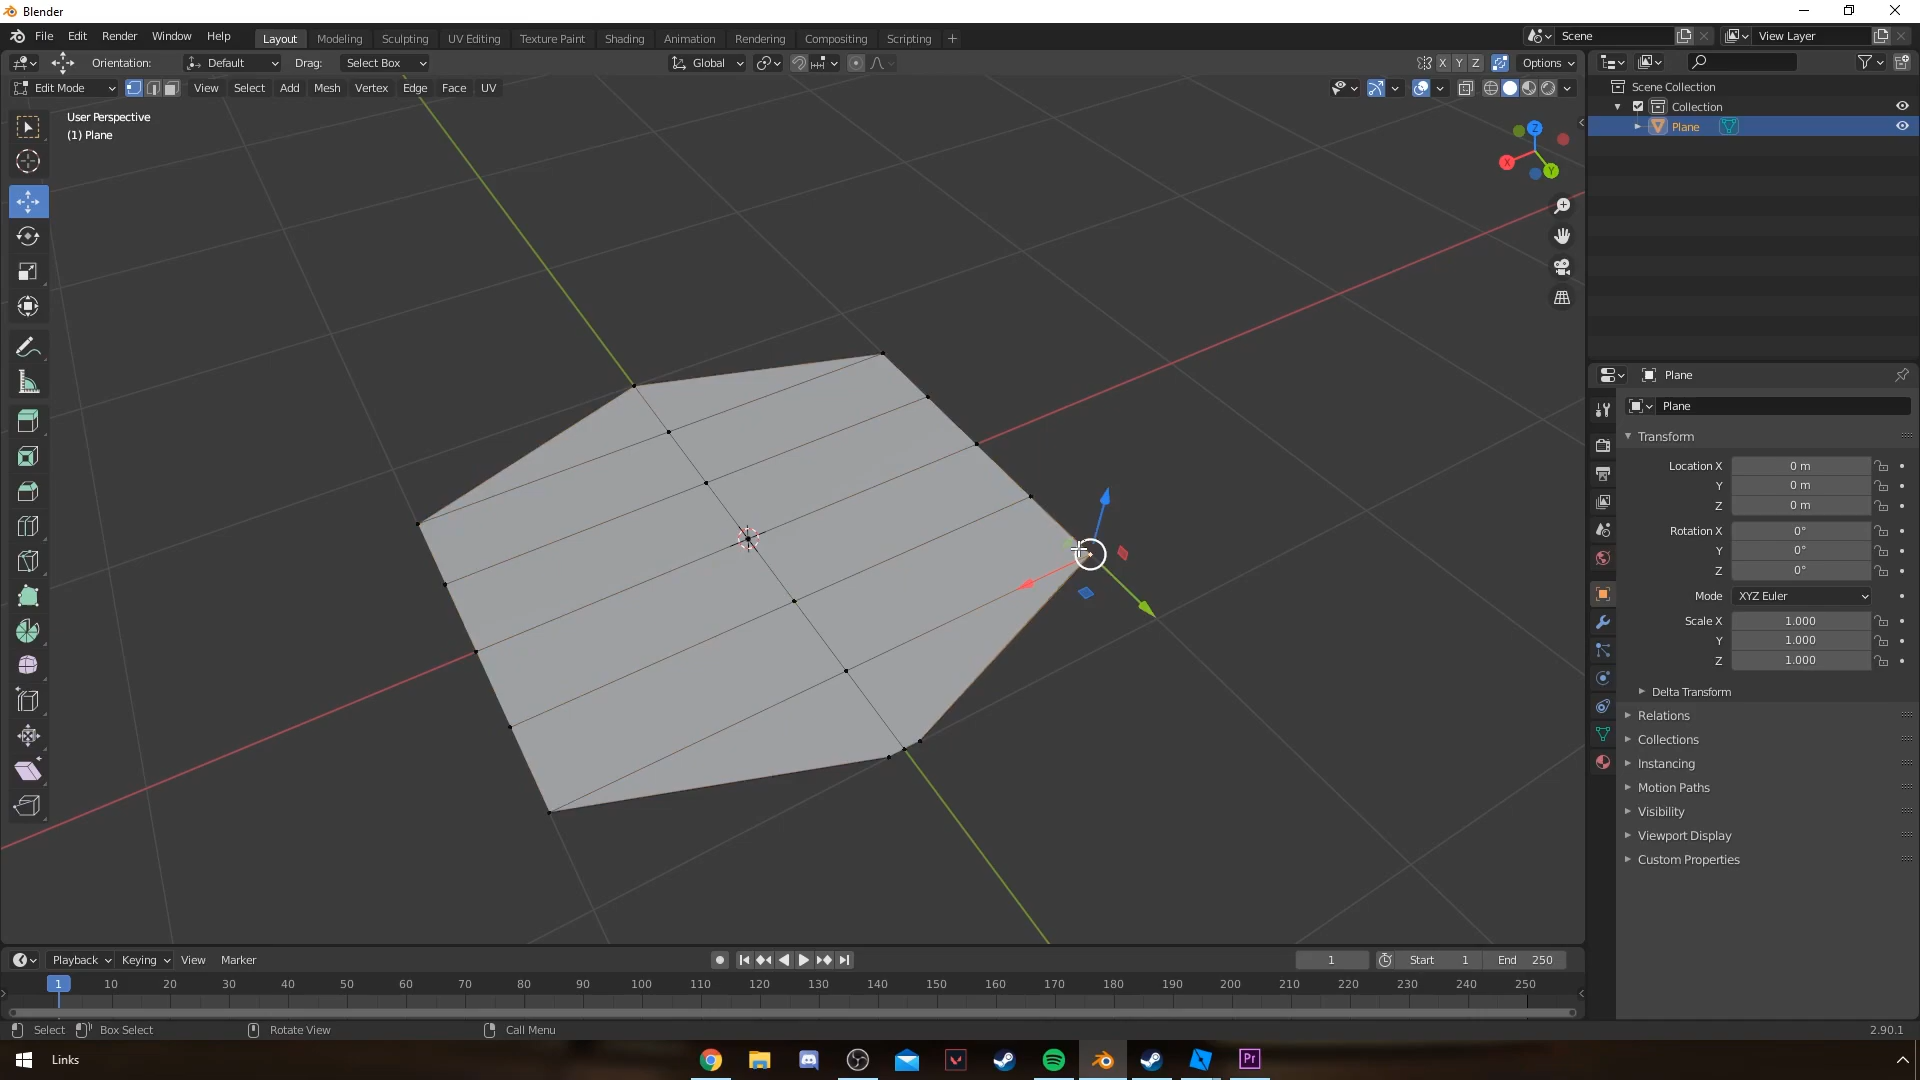 Blender
File Edit Render Window Help
Layout Modeling Sculpting UV Editing Texture Paint Shading Animation Rendering Compositing Scripting +
Scene
View Layer
Orientation: Default Drag: Select Box
Global
X Y Z Options
Edit Mode View Select Add Mesh Vertex Edge Face UV
User Perspective
(1) Plane
Z
X
Y
Scene Collection
Collection
Plane
Plane
Plane
Transform
Location X 0 m
Y 0 m
Z 0 m
Rotation X 0°
Y 0°
Z 0°
Mode XYZ Euler
Scale X 1.000
Y 1.000
Z 1.000
Delta Transform
Relations
Collections
Instancing
Motion Paths
Visibility
Viewport Display
Custom Properties
Playback Keying View Marker
1 Start 1 End 250
1 10 20 30 40 50 60 70 80 90 100 110 120 130 140 150 160 170 180 190 200 210 220 230 240 250
Select Box Select Rotate View Call Menu 2.90.1
Links
Pr